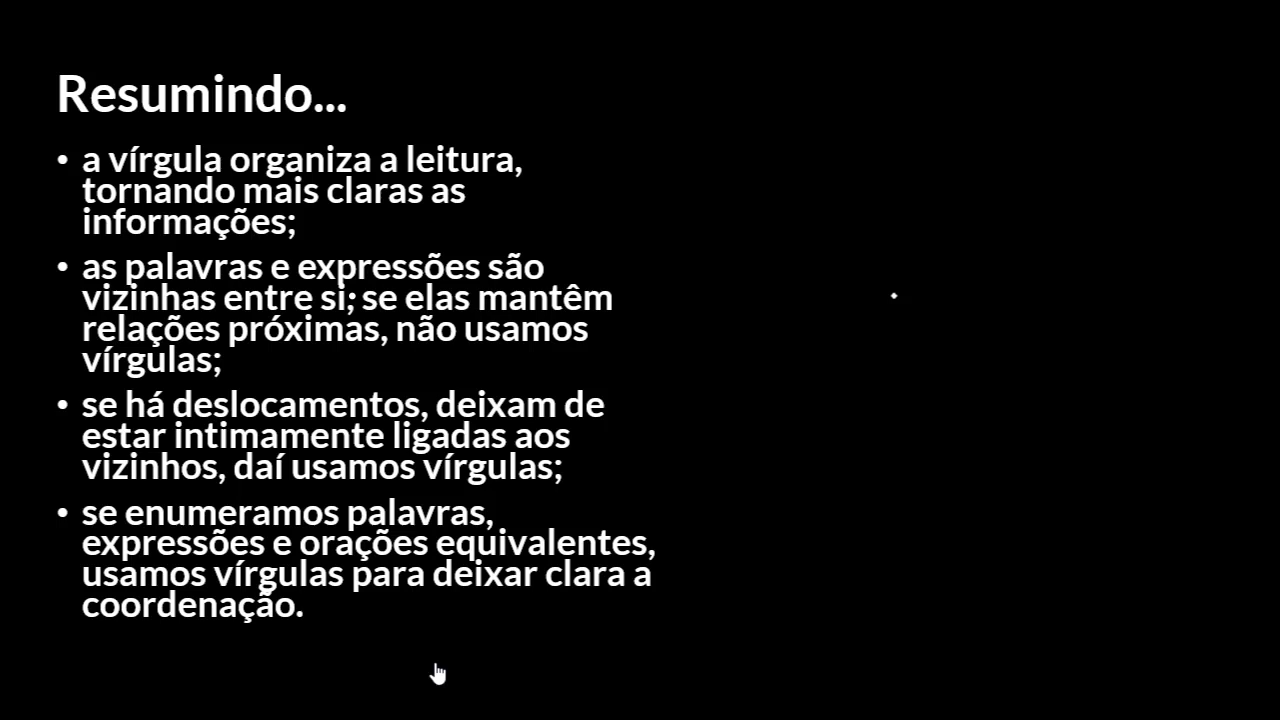 Resumindo...
• a vírgula organiza a leitura,
tornando mais claras as
informações;
• as palavras e expressões são
vizinhas entre si; se elas mantêm
relações próximas, não usamos
vírgulas;
• se há deslocamentos, deixam de
estar intimamente ligadas aos
vizinhos, daí usamos vírgulas;
• se enumeramos palavras,
expressões e orações equivalentes,
usamos vírgulas para deixar clara a
coordenação.